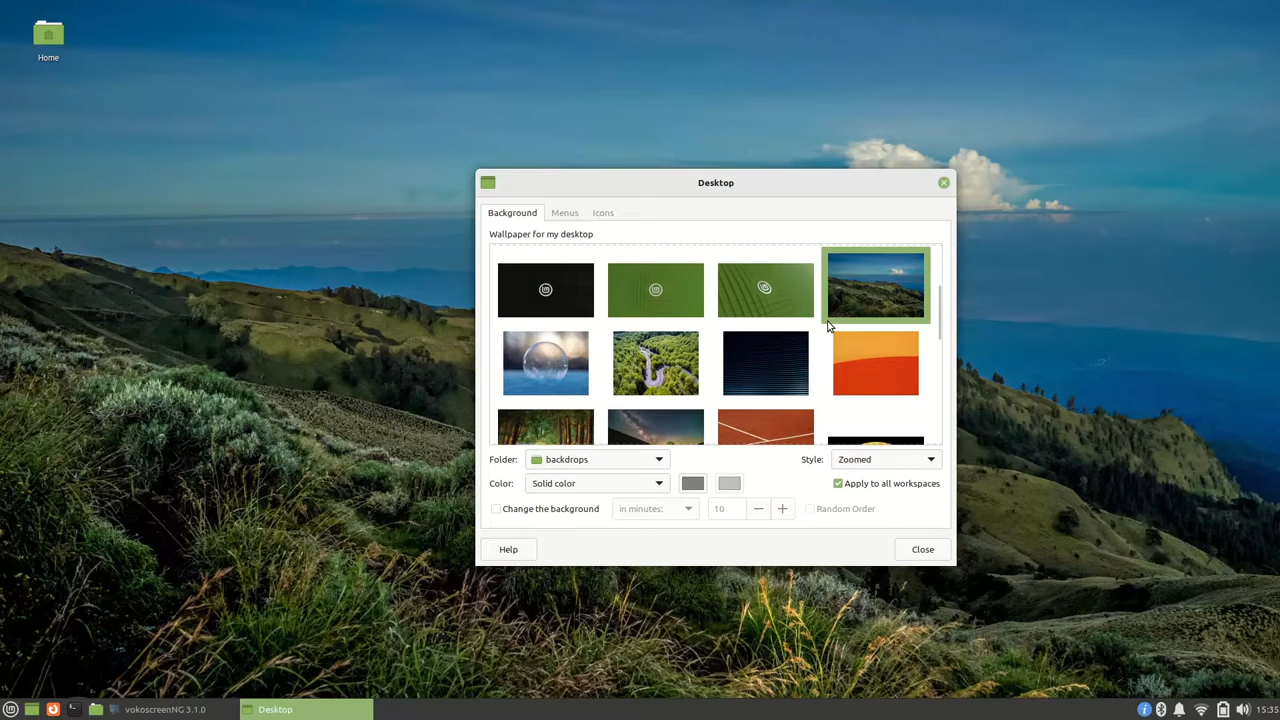 Home
Desktop
Background Menus Icons
Wallpaper for my desktop
Folder: backdrops Style: Zoomed
Color: Solid color Apply to all workspaces
Change the background in minutes: 10 Random Order
Help Close
vokoscreenNG 3.1.0 Desktop 15:35